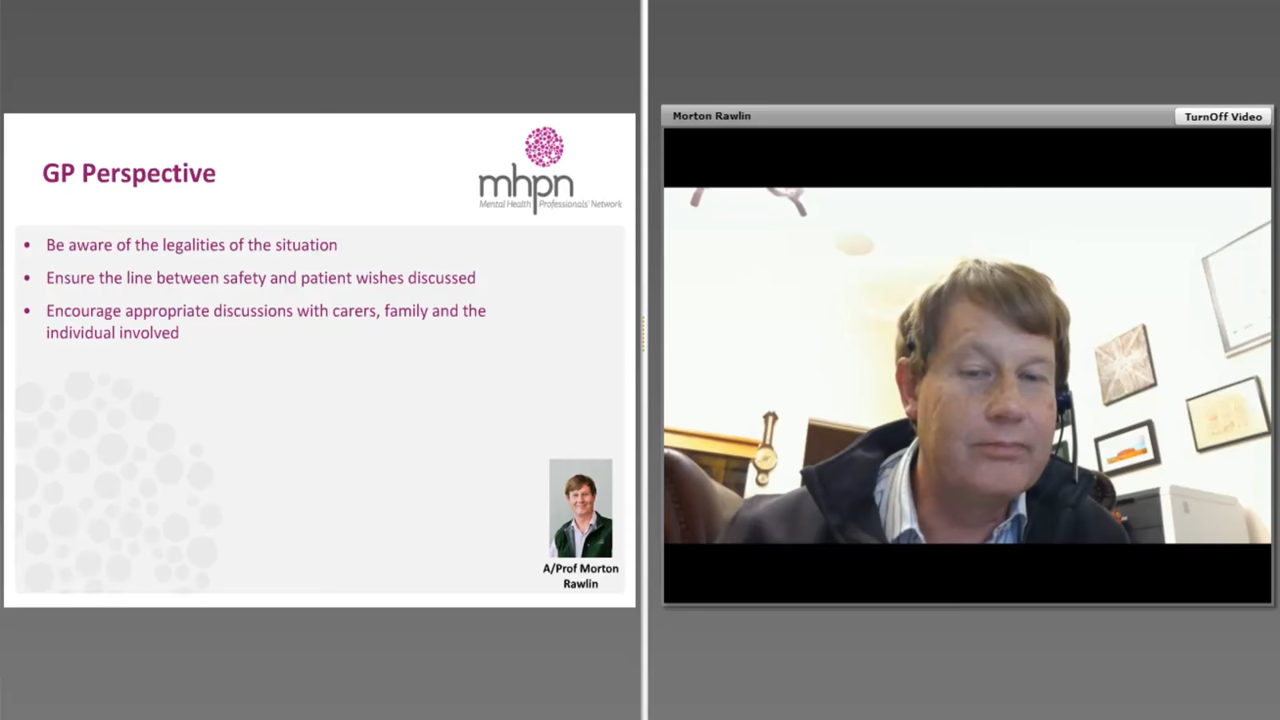 GP Perspective
mhpn
Mental Health Professionals' Network
• Be aware of the legalities of the situation
• Ensure the line between safety and patient wishes discussed
• Encourage appropriate discussions with carers, family and the
individual involved
A/Prof Morton
Rawlin
Morton Rawlin
TurnOff Video